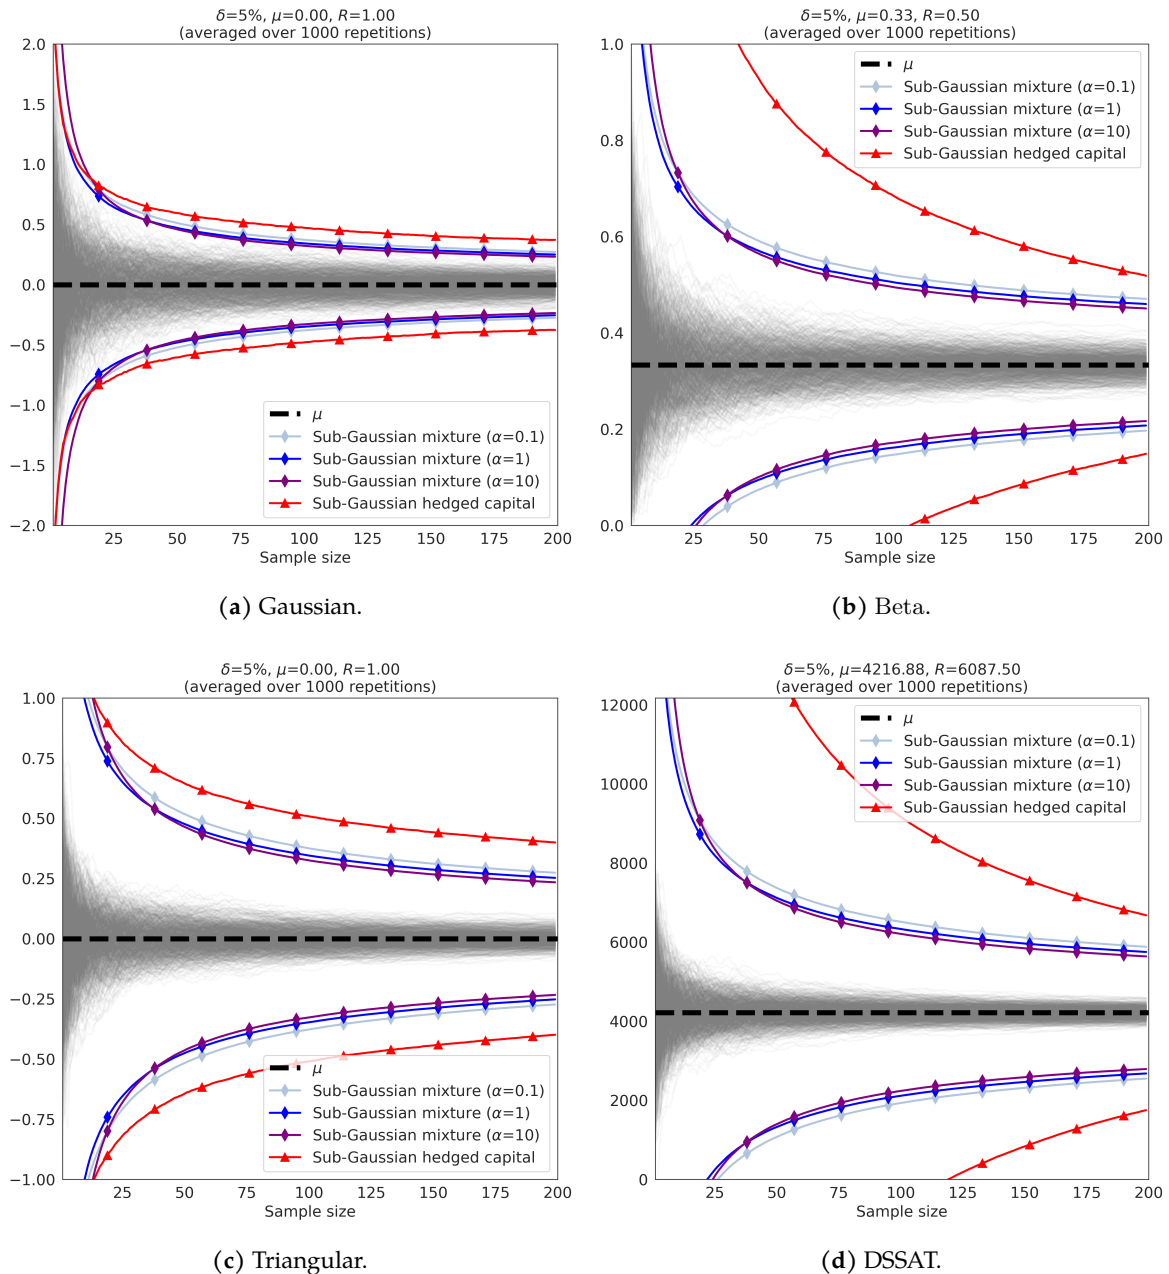 δ=5%, μ=0.00, R=1.00
(averaged over 1000 repetitions)
2.0
1.5
1.0
0.5
0.0
−0.5
−1.0
−1.5
−2.0
μ
Sub-Gaussian mixture (α=0.1)
Sub-Gaussian mixture (α=1)
Sub-Gaussian mixture (α=10)
Sub-Gaussian hedged capital
25 50 75 100 125 150 175 200
Sample size
(a) Gaussian.
δ=5%, μ=0.33, R=0.50
(averaged over 1000 repetitions)
1.0
0.8
0.6
0.4
0.2
0.0
μ
Sub-Gaussian mixture (α=0.1)
Sub-Gaussian mixture (α=1)
Sub-Gaussian mixture (α=10)
Sub-Gaussian hedged capital
25 50 75 100 125 150 175 200
Sample size
(b) Beta.
δ=5%, μ=0.00, R=1.00
(averaged over 1000 repetitions)
1.00
0.75
0.50
0.25
0.00
−0.25
−0.50
−0.75
−1.00
μ
Sub-Gaussian mixture (α=0.1)
Sub-Gaussian mixture (α=1)
Sub-Gaussian mixture (α=10)
Sub-Gaussian hedged capital
25 50 75 100 125 150 175 200
Sample size
(c) Triangular.
δ=5%, μ=4216.88, R=6087.50
(averaged over 1000 repetitions)
12000
10000
8000
6000
4000
2000
0
μ
Sub-Gaussian mixture (α=0.1)
Sub-Gaussian mixture (α=1)
Sub-Gaussian mixture (α=10)
Sub-Gaussian hedged capital
25 50 75 100 125 150 175 200
Sample size
(d) DSSAT.